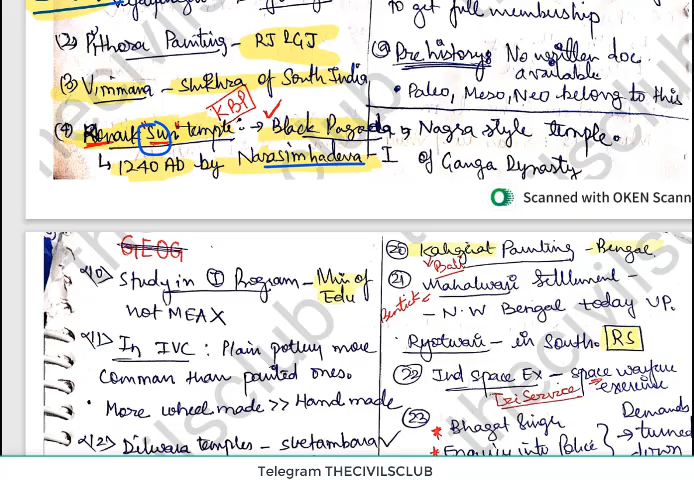 (2) Pithora Painting - RJ & GJ
(3) Vimmana - shikhra of South India
KBP
(4) Konark "Sun" temple :→ Black Pagoda
↳ 1240 AD by Narasimhadeva-I
to get full membership
(9) Prehistory: No written doc
available
• Paleo, Meso, Neo belong to this
↳ Nagra style temple.
of Ganga Dynasty
Scanned with OKEN Scann
GEOG
10) Study in I Program - Min of
Edu
not MEA X
11) In IVC : Plain pottery more
common than painted ones.
• More wheel made >> Hand made
12) Dilwara temples - svetambara ✓
(20) Kalighat Painting - Bengal
(21) Mahalwari Settlement -
Bentick
- N.W Bengal today UP.
Ryotwari - in South. RS
(22) Ind Space Ex - space warfare
exercise
Tri Service
(23)
* Bhagat Singh
* Enquiry into Police
Demands
→ turned
down
Telegram THECIVILSCLUB